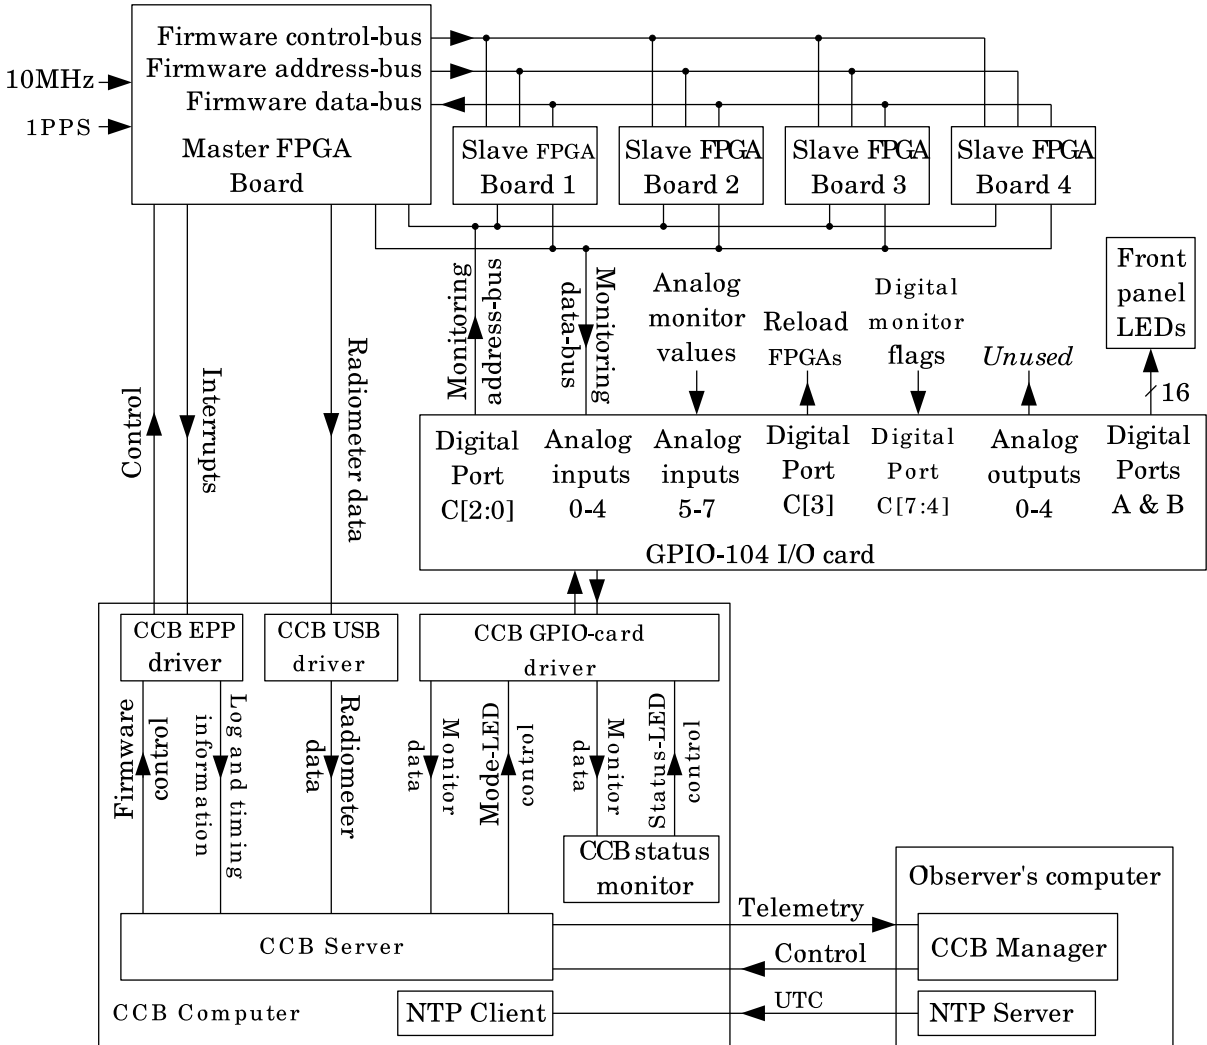 Firmware control-bus
Firmware address-bus
10MHz
Firmware data-bus
1PPS
Master FPGA
Board
Slave FPGA
Board 1
Slave FPGA
Board 2
Slave FPGA
Board 3
Slave FPGA
Board 4
Control
Interrupts
Radiometer data
Monitoring
address-bus
Monitoring
data-bus
Analog
monitor
values
Reload
FPGAs
Digital
monitor
flags
Unused
Front
panel
LEDs
16
Digital
Port
C[2:0]
Analog
inputs
0-4
Analog
inputs
5-7
Digital
Port
C[3]
Digital
Port
C[7:4]
Analog
outputs
0-4
Digital
Ports
A & B
GPIO-104 I/O card
CCB EPP
driver
CCB USB
driver
CCB GPIO-card
driver
Firmware
control
Log and timing
information
Radiometer
data
Monitor
data
Mode-LED
control
Monitor
data
Status-LED
control
CCB status
monitor
Observer's computer
Telemetry
CCB Server
CCB Manager
Control
UTC
CCB Computer
NTP Client
NTP Server